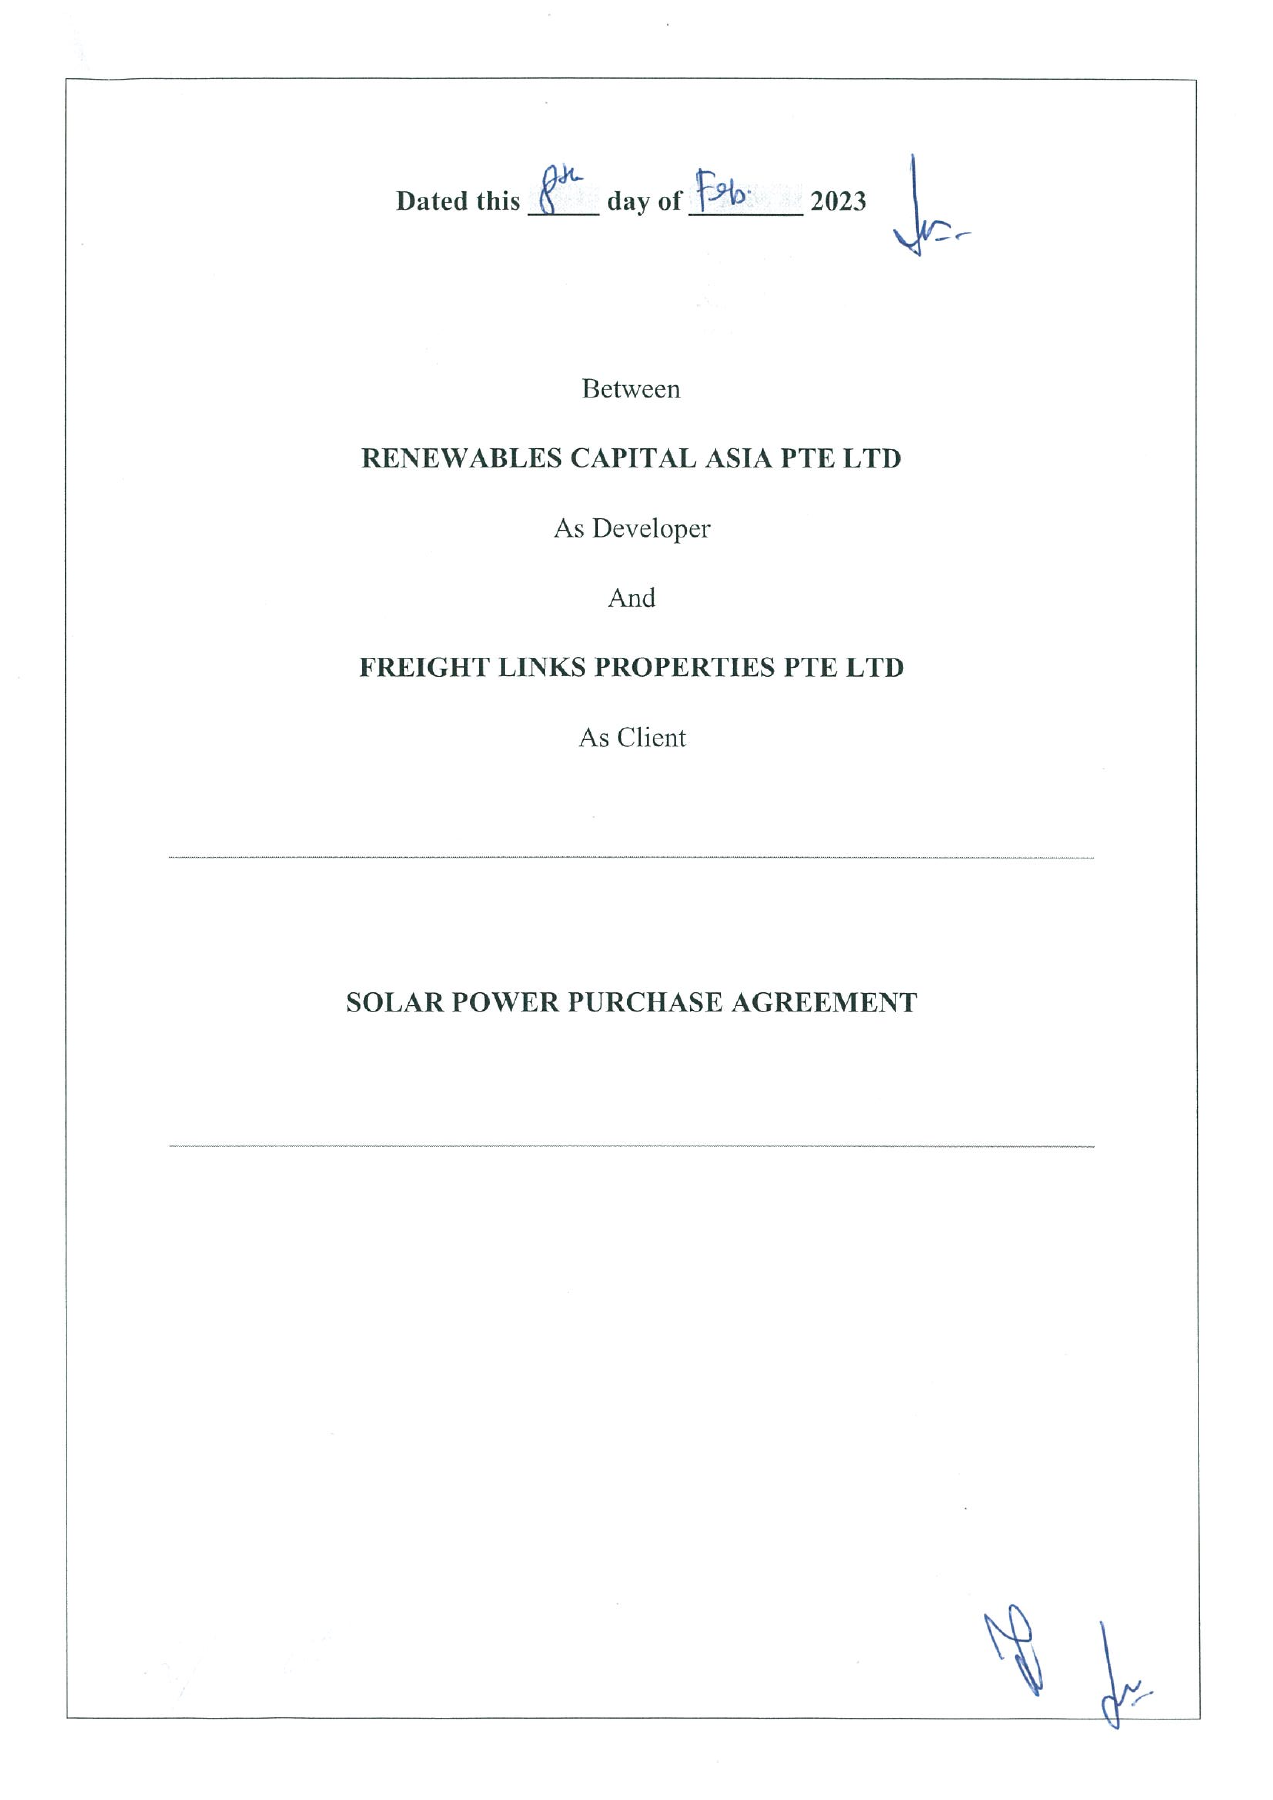 Dated this 8th day of Feb. 2023
Between
RENEWABLES CAPITAL ASIA PTE LTD
As Developer
And
FREIGHT LINKS PROPERTIES PTE LTD
As Client
SOLAR POWER PURCHASE AGREEMENT